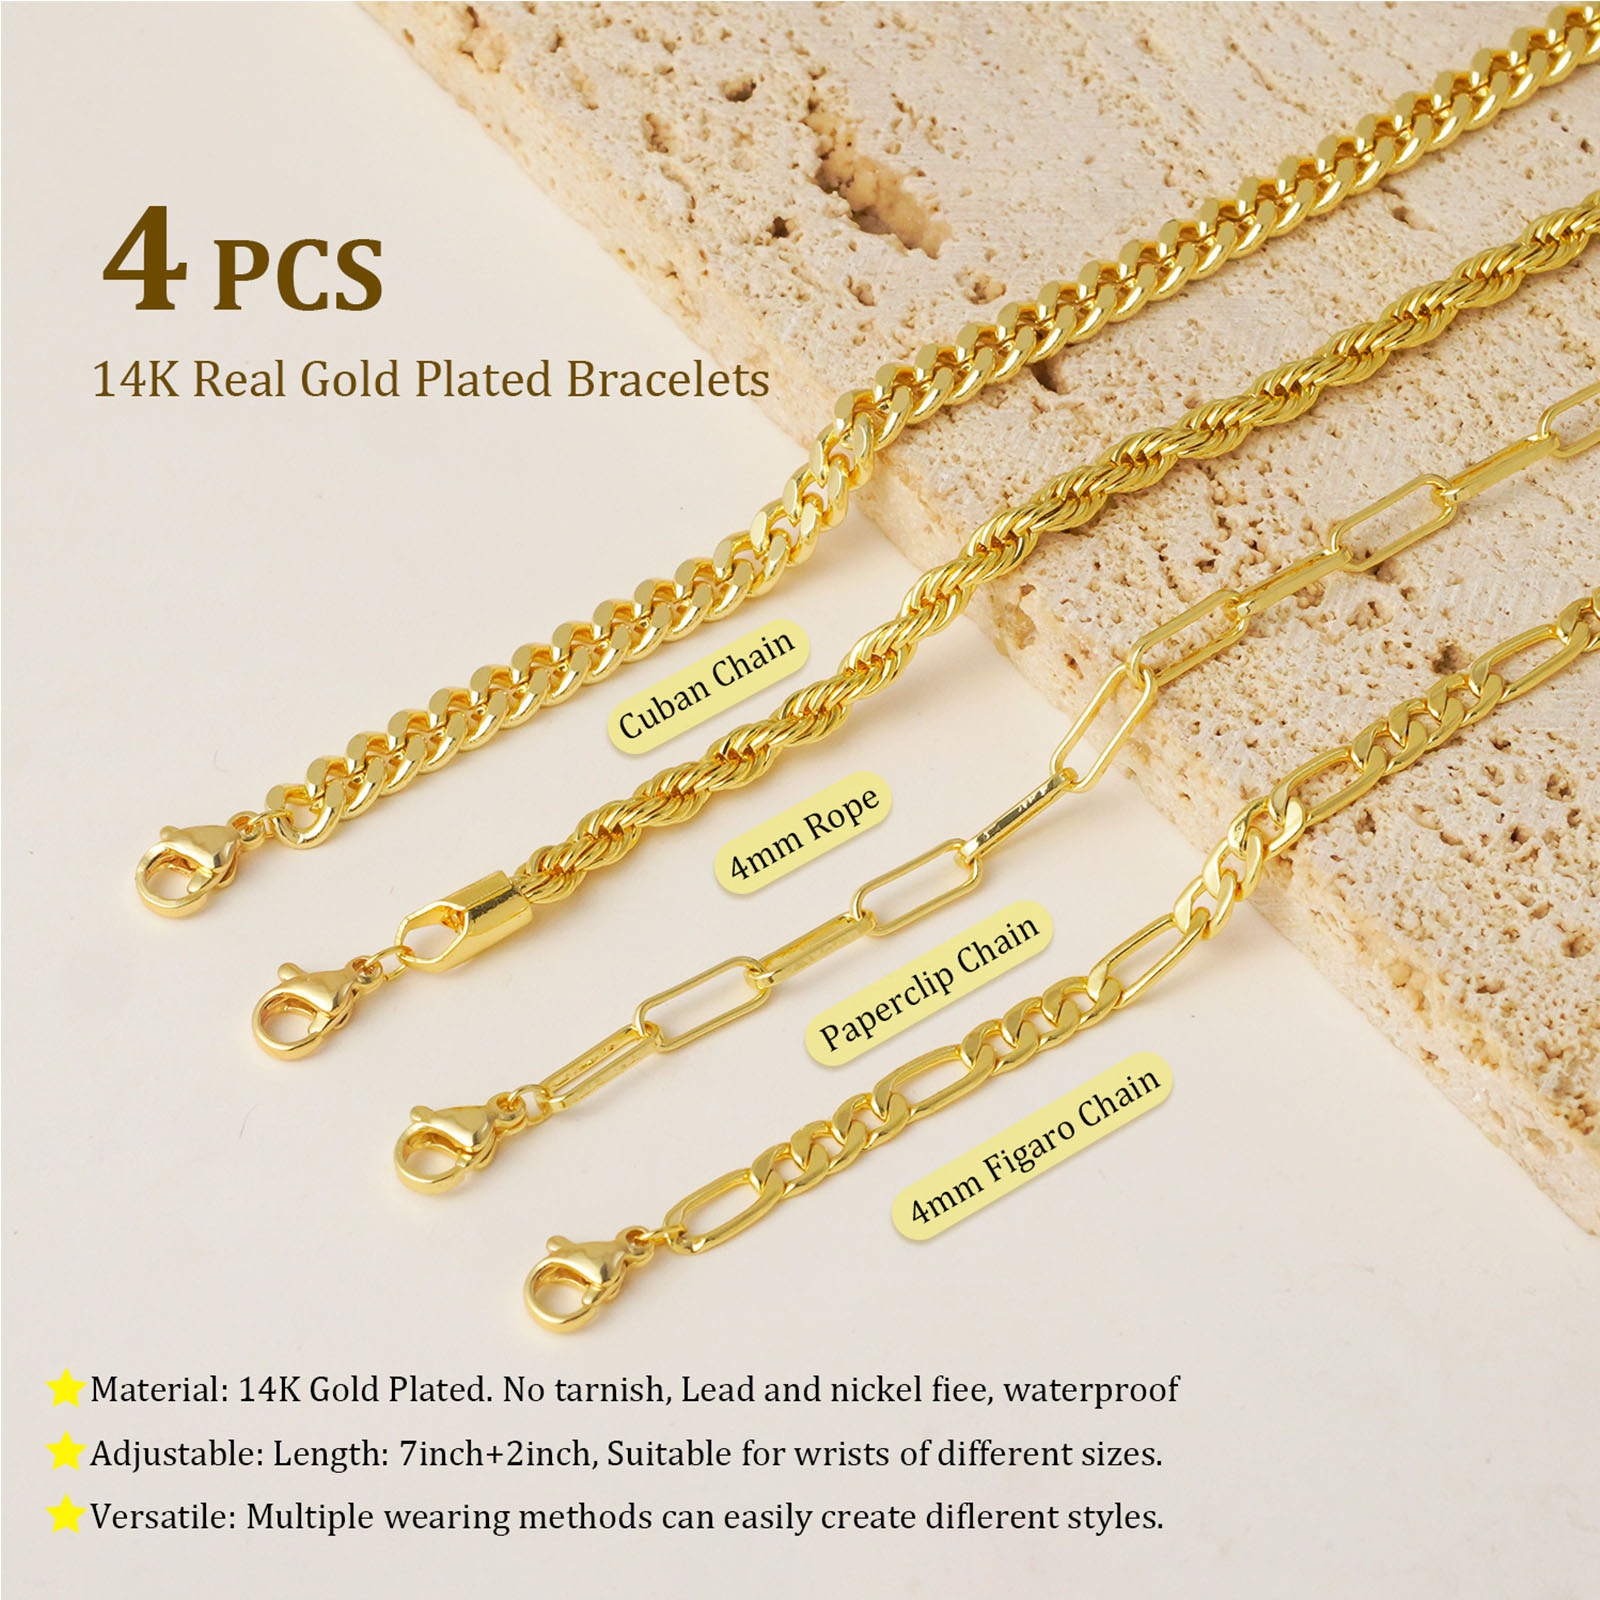 4 PCS
14K Real Gold Plated Bracelets
Cuban Chain
4mm Rope
Paperclip Chain
4mm Figaro Chain
Material: 14K Gold Plated. No tarnish, Lead and nickel fiee, waterproof
Adjustable: Length: 7inch+2inch, Suitable for wrists of different sizes.
Versatile: Multiple wearing methods can easily create diflerent styles.